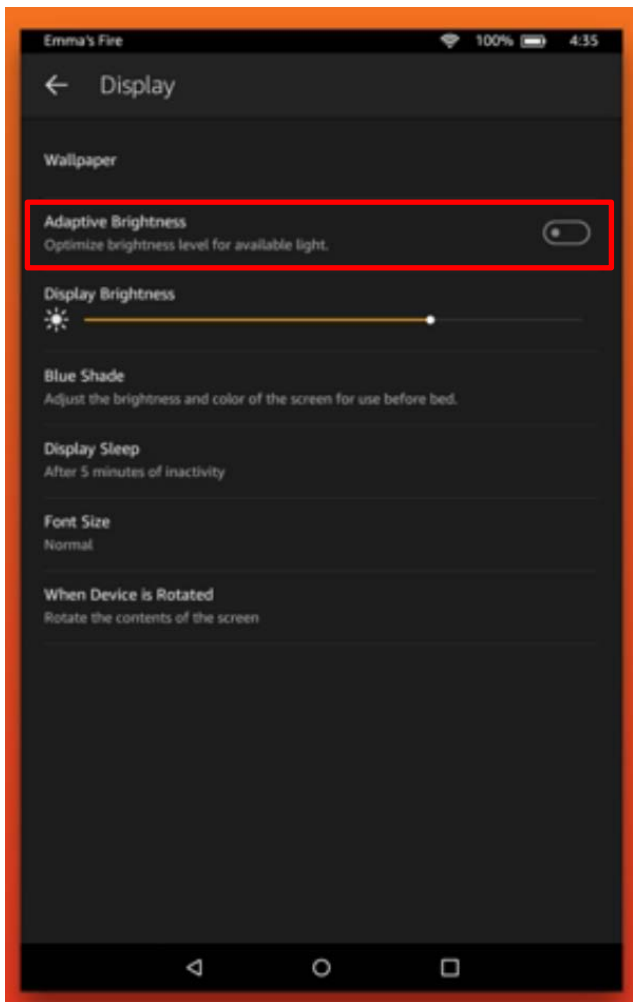 Emma's Fire 100% 4:35
Display
Wallpaper
Adaptive Brightness
Optimize brightness level for available light.
Display Brightness
Blue Shade
Adjust the brightness and color of the screen for use before bed.
Display Sleep
After 5 minutes of inactivity
Font Size
Normal
When Device is Rotated
Rotate the contents of the screen